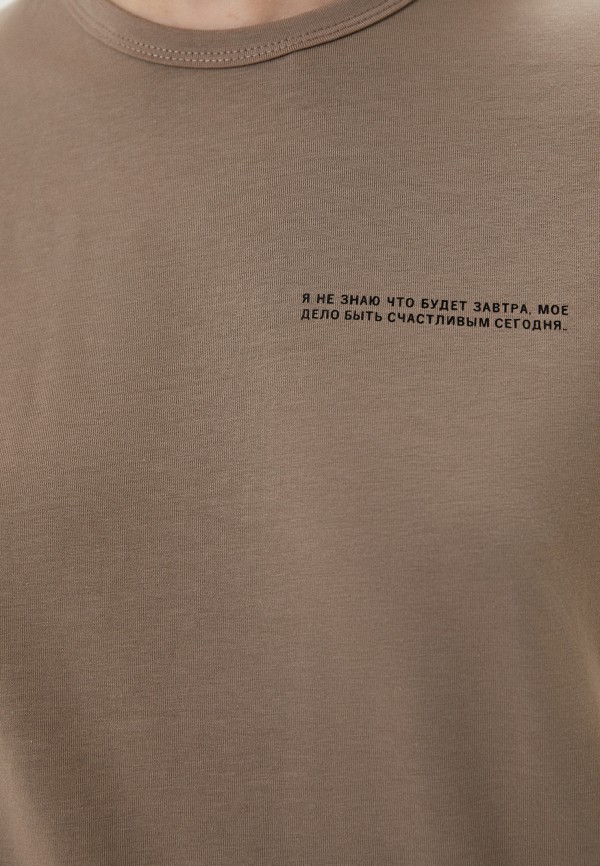 Я НЕ ЗНАЮ ЧТО БУДЕТ ЗАВТРА, МОЕ
ДЕЛО БЫТЬ СЧАСТЛИВЫМ СЕГОДНЯ..